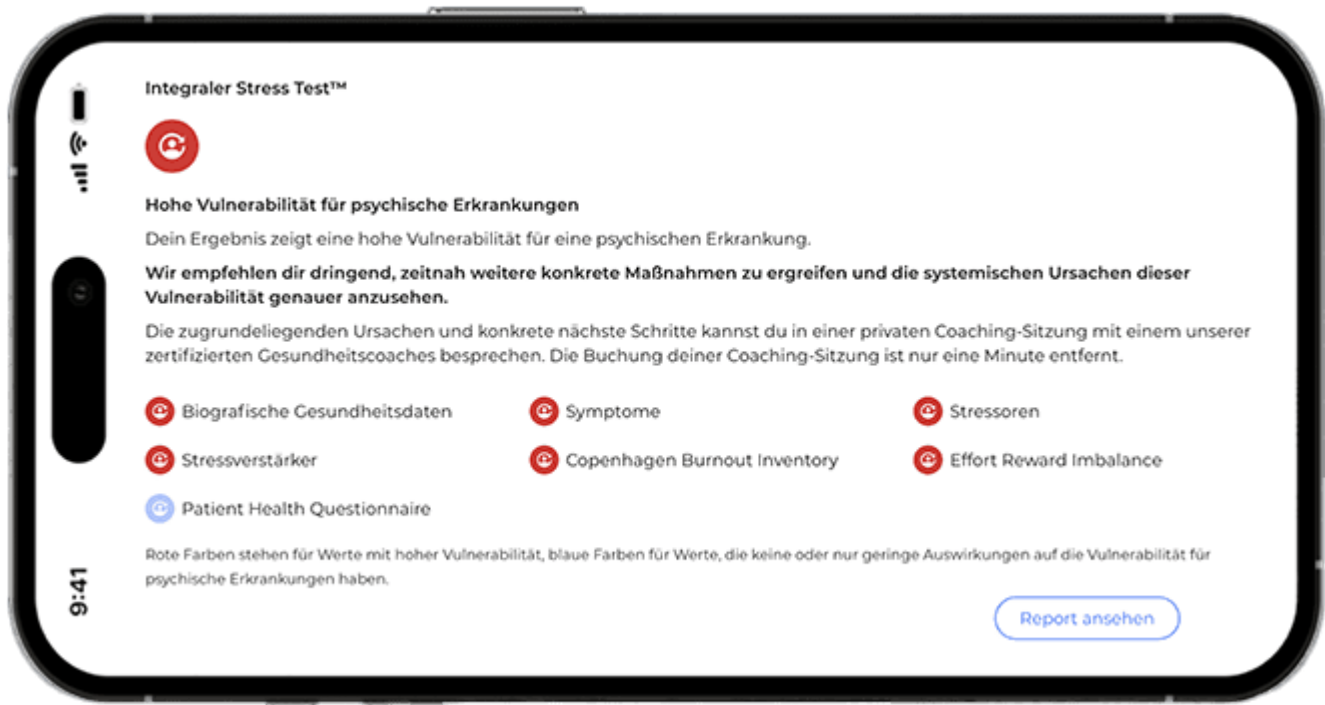 Integraler Stress Test™
Hohe Vulnerabilität für psychische Erkrankungen
Dein Ergebnis zeigt eine hohe Vulnerabilität für eine psychischen Erkrankung.
Wir empfehlen dir dringend, zeitnah weitere konkrete Maßnahmen zu ergreifen und die systemischen Ursachen dieser
Vulnerabilität genauer anzusehen.
Die zugrundeliegenden Ursachen und konkrete nächste Schritte kannst du in einer privaten Coaching-Sitzung mit einem unserer
zertifizierten Gesundheitscoaches besprechen. Die Buchung deiner Coaching-Sitzung ist nur eine Minute entfernt.
Biografische Gesundheitsdaten
Symptome
Stressoren
Stressverstärker
Copenhagen Burnout Inventory
Effort Reward Imbalance
Patient Health Questionnaire
Rote Farben stehen für Werte mit hoher Vulnerabilität, blaue Farben für Werte, die keine oder nur geringe Auswirkungen auf die Vulnerabilität für
psychische Erkrankungen haben.
Report ansehen
9:41